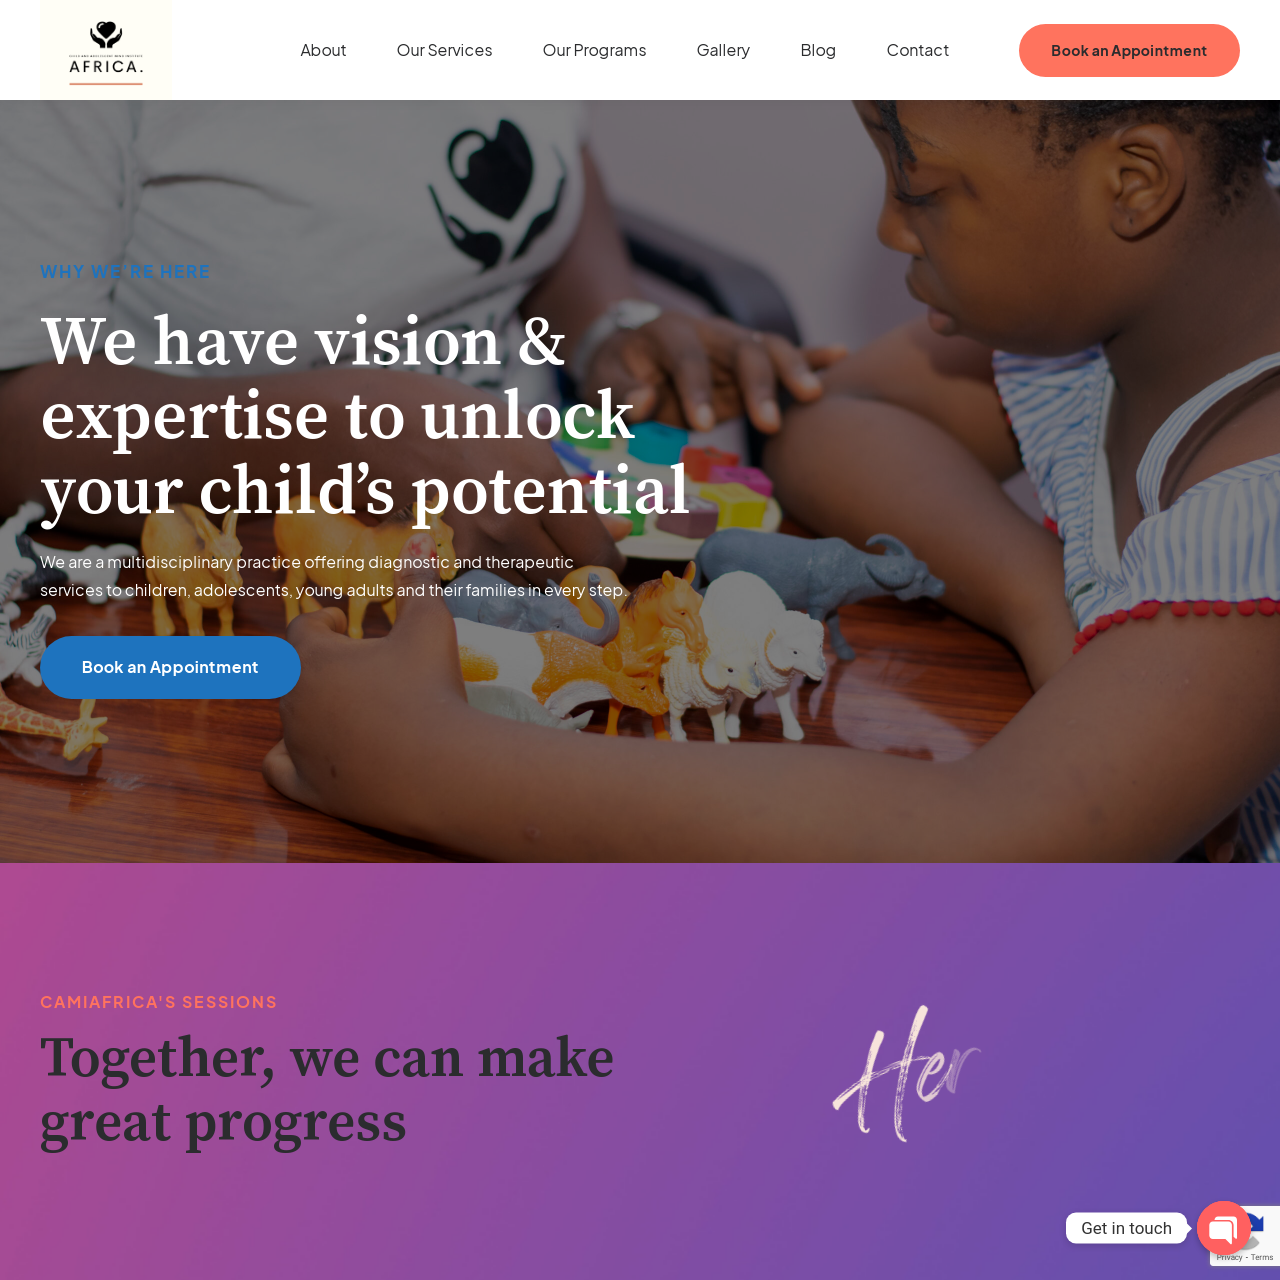 AFRICA.
About
Our Services
Our Programs
Gallery
Blog
Contact
Book an Appointment
WHY WE'RE HERE
We have vision &
expertise to unlock
your child’s potential
We are a multidisciplinary practice offering diagnostic and therapeutic
services to children, adolescents, young adults and their families in every step.
Book an Appointment
CAMIAFRICA'S SESSIONS
Together, we can make
great progress
Her
Get in touch
Privacy - Terms